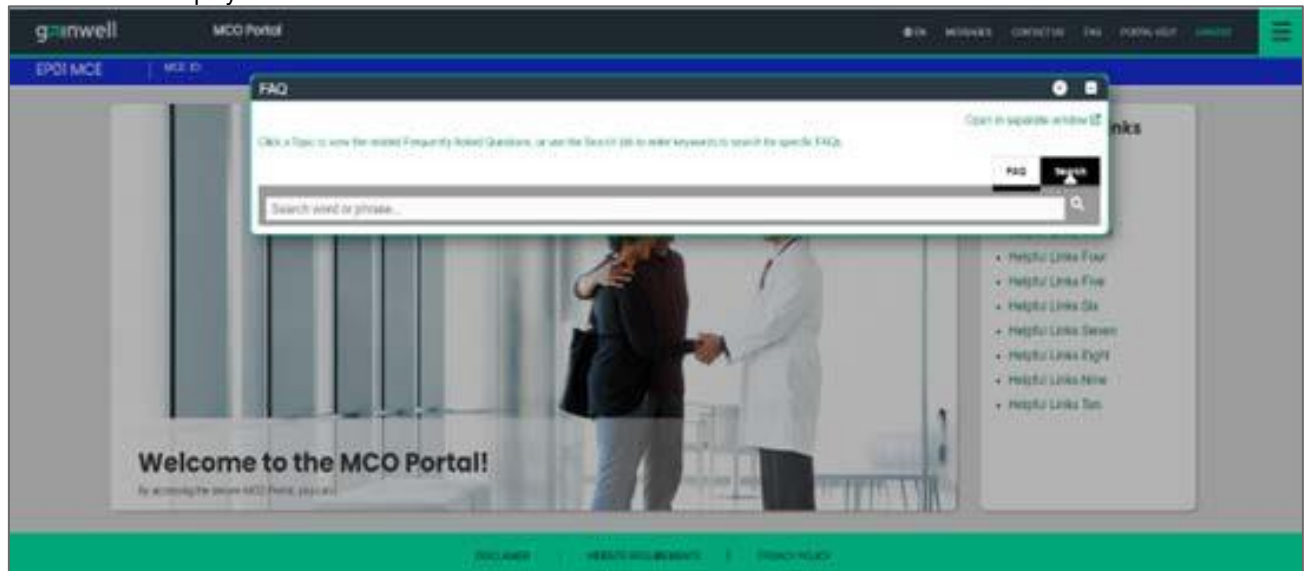 gainwell MCO Portal EN MESSAGES CONTACT US FAQ PORTAL HELP
EP01 MCE | MCE ID
FAQ
Open in separate window
Click a Topic to view the related Frequently Asked Questions, or use the Search tab to enter keywords to search for specific FAQs.
FAQ Search
Search word or phrase...
nks
Helpful Links Four
Helpful Links Five
Helpful Links Six
Helpful Links Seven
Helpful Links Eight
Helpful Links Nine
Helpful Links Ten
Welcome to the MCO Portal!
By accessing the secure MCO Portal, you can
DISCLAIMER | WEBSITE REQUIREMENTS | PRIVACY POLICY